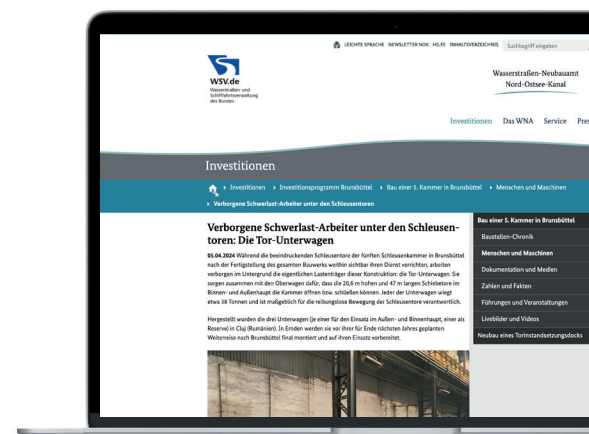 LEICHTE SPRACHE NEWSLETTER NOK HILFE INHALTSVERZEICHNIS Suchbegriff eingeben
WSV.de
Wasserstraßen- und
Schifffahrtsverwaltung
des Bundes
Wasserstraßen-Neubauamt
Nord-Ostsee-Kanal
Investitionen Das WNA Service Pres
Investitionen
Investitionen Investitionsprogramm Brunsbüttel Bau einer 5. Kammer in Brunsbüttel Menschen und Maschinen
Verborgene Schwerlast-Arbeiter unter den Schleusentoren
Verborgene Schwerlast-Arbeiter unter den Schleusen-
toren: Die Tor-Unterwagen
05.04.2024 Während die beeindruckenden Schleusentore der fünften Schleusenkammer in Brunsbüttel
nach der Fertigstellung des gesamten Bauwerks weithin sichtbar ihren Dienst verrichten, arbeiten
verborgen im Untergrund die eigentlichen Lastenträger dieser Konstruktion: die Tor-Unterwagen. Sie
sorgen zusammen mit den Oberwagen dafür, dass die 20,6 m hohen und 47 m langen Schiebetore im
Binnen- und Außenhaupt die Kammer öffnen bzw. schließen können. Jeder der Unterwagen wiegt
etwa 38 Tonnen und ist maßgeblich für die reibungslose Bewegung der Schleusentore verantwortlich.
Hergestellt wurden die drei Unterwagen (je einer für den Einsatz im Außen- und Binnenhaupt, einer als
Reserve) in Cluj (Rumänien). In Emden werden sie vor ihrer für Ende nächsten Jahres geplanten
Weiterreise nach Brunsbüttel final montiert und auf ihren Einsatz vorbereitet.
Bau einer 5. Kammer in Brunsbüttel
Baustellen-Chronik
Menschen und Maschinen
Dokumentation und Medien
Zahlen und Fakten
Führungen und Veranstaltungen
Livebilder und Videos
Neubau eines Torinstandsetzungsdocks